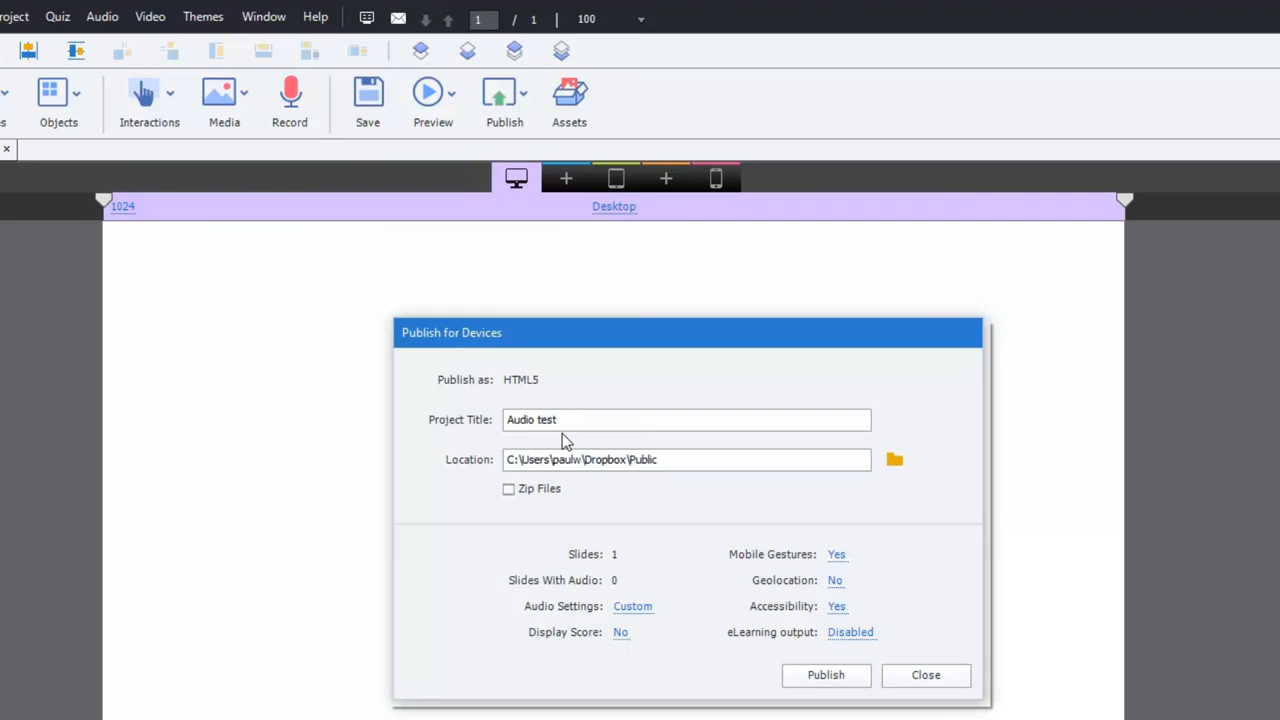 roject Quiz Audio Video Themes Window Help 1 / 1 100
s Objects Interactions Media Record Save Preview Publish Assets
1024 Desktop
Publish for Devices
Publish as: HTML5
Project Title: Audio test
Location: C:\Users\paulw\Dropbox\Public
Zip Files
Slides: 1 Mobile Gestures: Yes
Slides With Audio: 0 Geolocation: No
Audio Settings: Custom Accessibility: Yes
Display Score: No eLearning output: Disabled
Publish Close